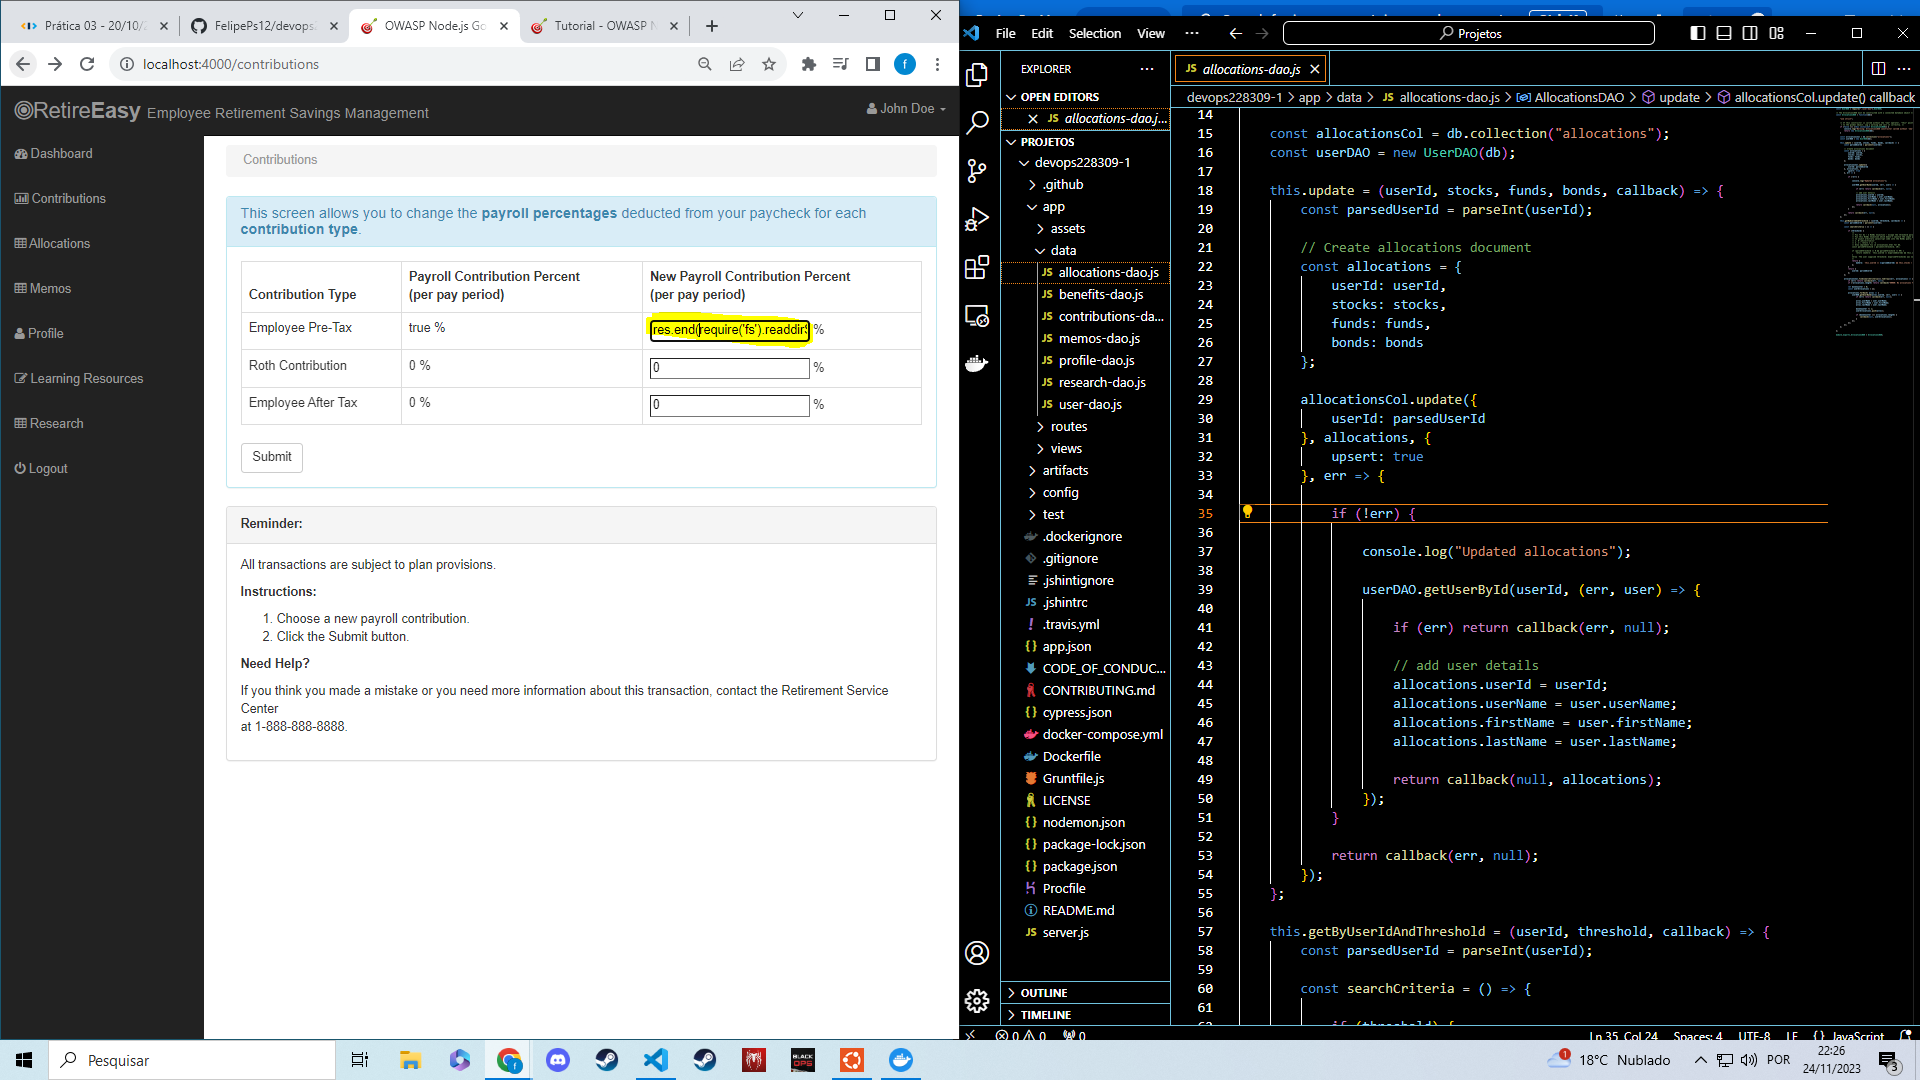 Prática 03 - 20/10/
FelipePs12/devops
OWASP Node.js Go
Tutorial - OWASP N
localhost:4000/contributions
f
RetireEasy Employee Retirement Savings Management
John Doe
Dashboard
Contributions
Allocations
Memos
Profile
Learning Resources
Research
Logout
Contributions
This screen allows you to change the payroll percentages deducted from your paycheck for each
contribution type.
Contribution Type
Payroll Contribution Percent
(per pay period)
New Payroll Contribution Percent
(per pay period)
Employee Pre-Tax
true %
res.end(require('fs').readdir
%
Roth Contribution
0 %
0
%
Employee After Tax
0 %
0
%
Submit
Reminder:
All transactions are subject to plan provisions.
Instructions:
1. Choose a new payroll contribution.
2. Click the Submit button.
Need Help?
If you think you made a mistake or you need more information about this transaction, contact the Retirement Service
Center
at 1-888-888-8888.
File Edit Selection View ...
Projetos
EXPLORER
OPEN EDITORS
JS allocations-dao.j...
PROJETOS
devops228309-1
.github
app
assets
data
JS allocations-dao.js
JS benefits-dao.js
JS contributions-da...
JS memos-dao.js
JS profile-dao.js
JS research-dao.js
JS user-dao.js
routes
views
artifacts
config
test
.dockerignore
.gitignore
.jshintignore
JS .jshintrc
! .travis.yml
{} app.json
CODE_OF_CONDUC...
CONTRIBUTING.md
{} cypress.json
docker-compose.yml
Dockerfile
Gruntfile.js
LICENSE
{} nodemon.json
{} package-lock.json
{} package.json
Procfile
README.md
JS server.js
OUTLINE
TIMELINE
JS allocations-dao.js
devops228309-1 > app > data > JS allocations-dao.js > AllocationsDAO > update > allocationsCol.update() callback
14
15 const allocationsCol = db.collection("allocations");
16 const userDAO = new UserDAO(db);
17
18 this.update = (userId, stocks, funds, bonds, callback) => {
19 const parsedUserId = parseInt(userId);
20
21 // Create allocations document
22 const allocations = {
23 userId: userId,
24 stocks: stocks,
25 funds: funds,
26 bonds: bonds
27 };
28
29 allocationsCol.update({
30 userId: parsedUserId
31 }, allocations, {
32 upsert: true
33 }, err => {
34
35 if (!err) {
36
37 console.log("Updated allocations");
38
39 userDAO.getUserById(userId, (err, user) => {
40
41 if (err) return callback(err, null);
42
43 // add user details
44 allocations.userId = userId;
45 allocations.userName = user.userName;
46 allocations.firstName = user.firstName;
47 allocations.lastName = user.lastName;
48
49 return callback(null, allocations);
50 });
51 }
52
53 return callback(err, null);
54 });
55 };
56
57 this.getByUserIdAndThreshold = (userId, threshold, callback) => {
58 const parsedUserId = parseInt(userId);
59
60 const searchCriteria = () => {
61
62 if (threshold) {
0 0 0
Ln 35, Col 24 Spaces: 4 UTF-8 LF {} JavaScript
Pesquisar
f
BLACK OPS
1
18°C Nublado
POR
22:26
24/11/2023
3